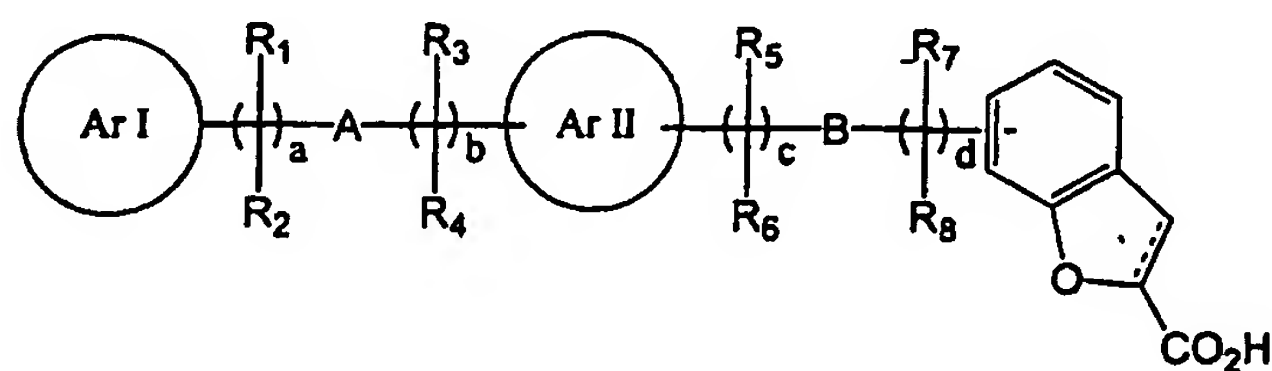 R₁ R₃ R₅ R₇
Ar I ( )a A ( )b Ar II ( )c B ( )d
R₂ R₄ R₆ R₈
O
CO₂H